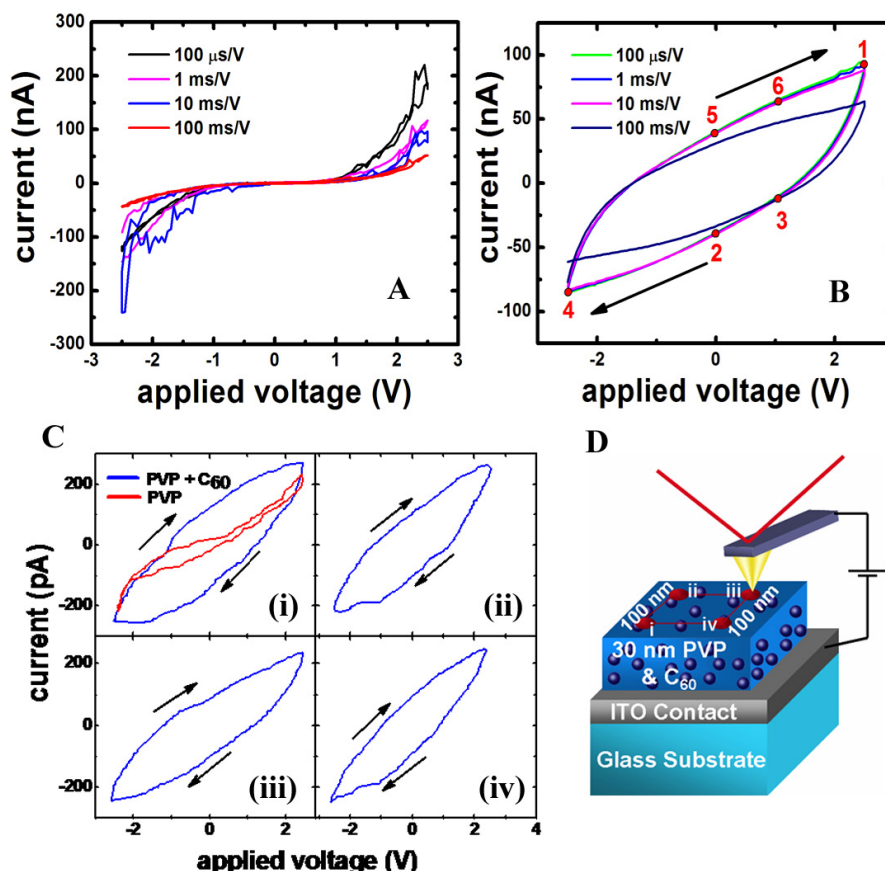 300
200
100
0
-100
-200
-300
-3 -2 -1 0 1 2 3
current (nA)
applied voltage (V)
100 μs/V
1 ms/V
10 ms/V
100 ms/V
A
100
50
0
-50
-100
-2 0 2
current (nA)
applied voltage (V)
100 μs/V
1 ms/V
10 ms/V
100 ms/V
1
6
5
3
2
4
B
C
PVP + C60
PVP
200
0
-200
(i)
(ii)
current (pA)
200
0
-200
(iii)
(iv)
-2 0 2 -2 0 2 4
applied voltage (V)
D
100 nm ii iii
i iv 100 nm
30 nm PVP
& C60
ITO Contact
Glass Substrate